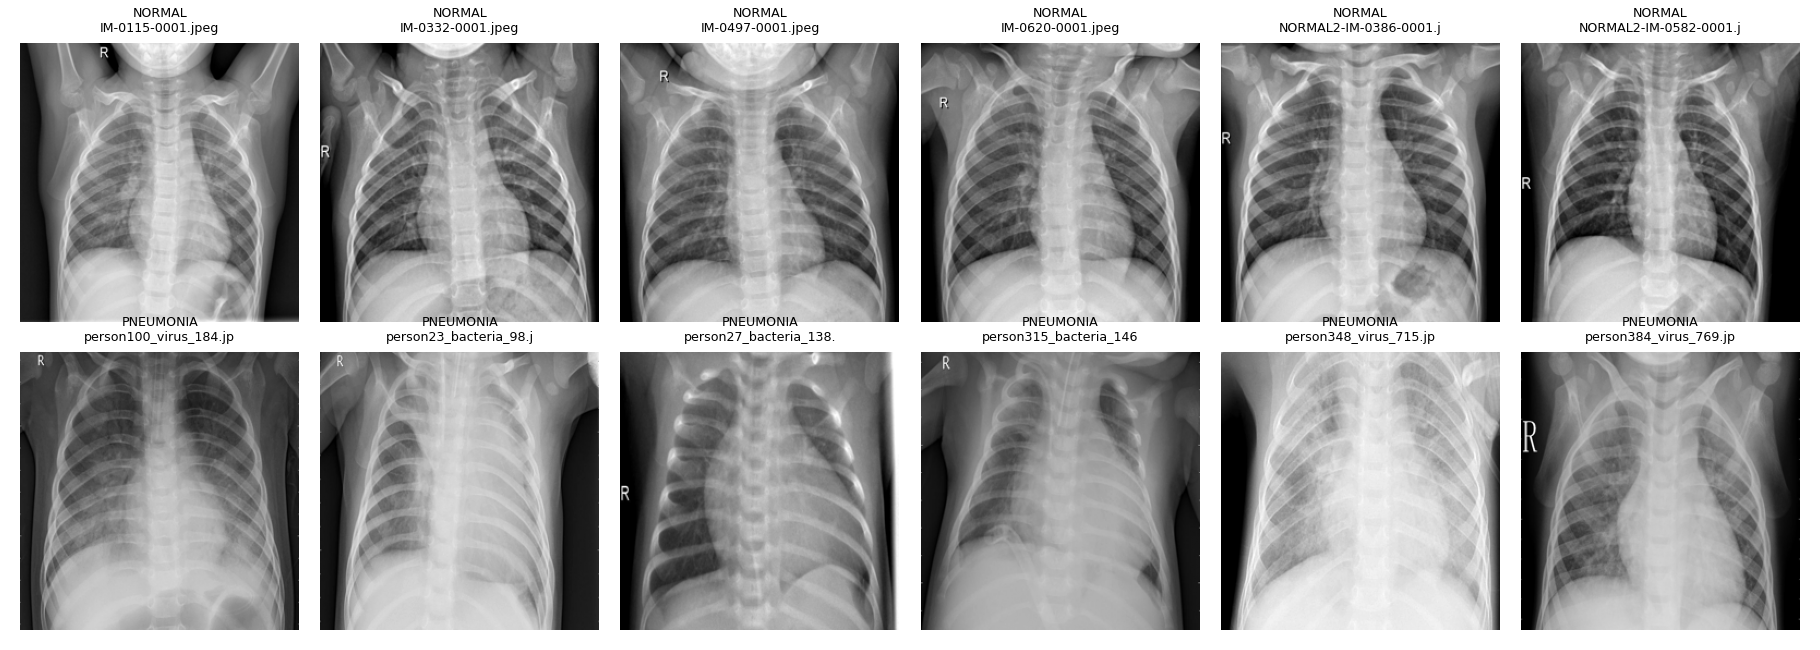 NORMAL
IM-0115-0001.jpeg
NORMAL
IM-0332-0001.jpeg
NORMAL
IM-0497-0001.jpeg
NORMAL
IM-0620-0001.jpeg
NORMAL
NORMAL2-IM-0386-0001.j
NORMAL
NORMAL2-IM-0582-0001.j
R
R
R
R
R
R
PNEUMONIA
person100_virus_184.jp
PNEUMONIA
person23_bacteria_98.j
PNEUMONIA
person27_bacteria_138.
PNEUMONIA
person315_bacteria_146
PNEUMONIA
person348_virus_715.jp
PNEUMONIA
person384_virus_769.jp
R
R
R
R
R